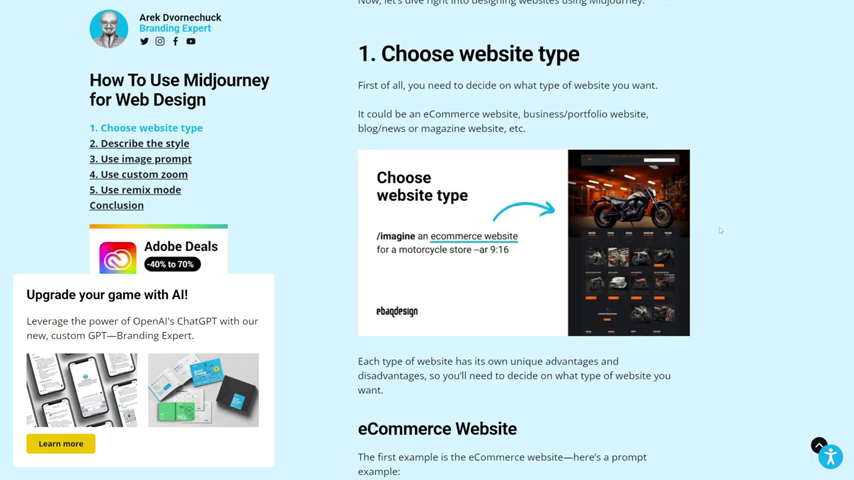 Arek Dvornechuck
Branding Expert
How To Use Midjourney
for Web Design
1. Choose website type
2. Describe the style
3. Use image prompt
4. Use custom zoom
5. Use remix mode
Conclusion
Adobe Deals
-40% to 70%
Upgrade your game with AI!
Leverage the power of OpenAI's ChatGPT with our
new, custom GPT—Branding Expert.
Learn more
Now, let's dive right into designing websites using Midjourney.
1. Choose website type
First of all, you need to decide on what type of website you want.
It could be an eCommerce website, business/portfolio website,
blog/news or magazine website, etc.
Choose
website type
/imagine an ecommerce website
for a motorcycle store --ar 9:16
ebaqdesign
Each type of website has its own unique advantages and
disadvantages, so you'll need to decide on what type of website you
want.
eCommerce Website
The first example is the eCommerce website—here's a prompt
example: